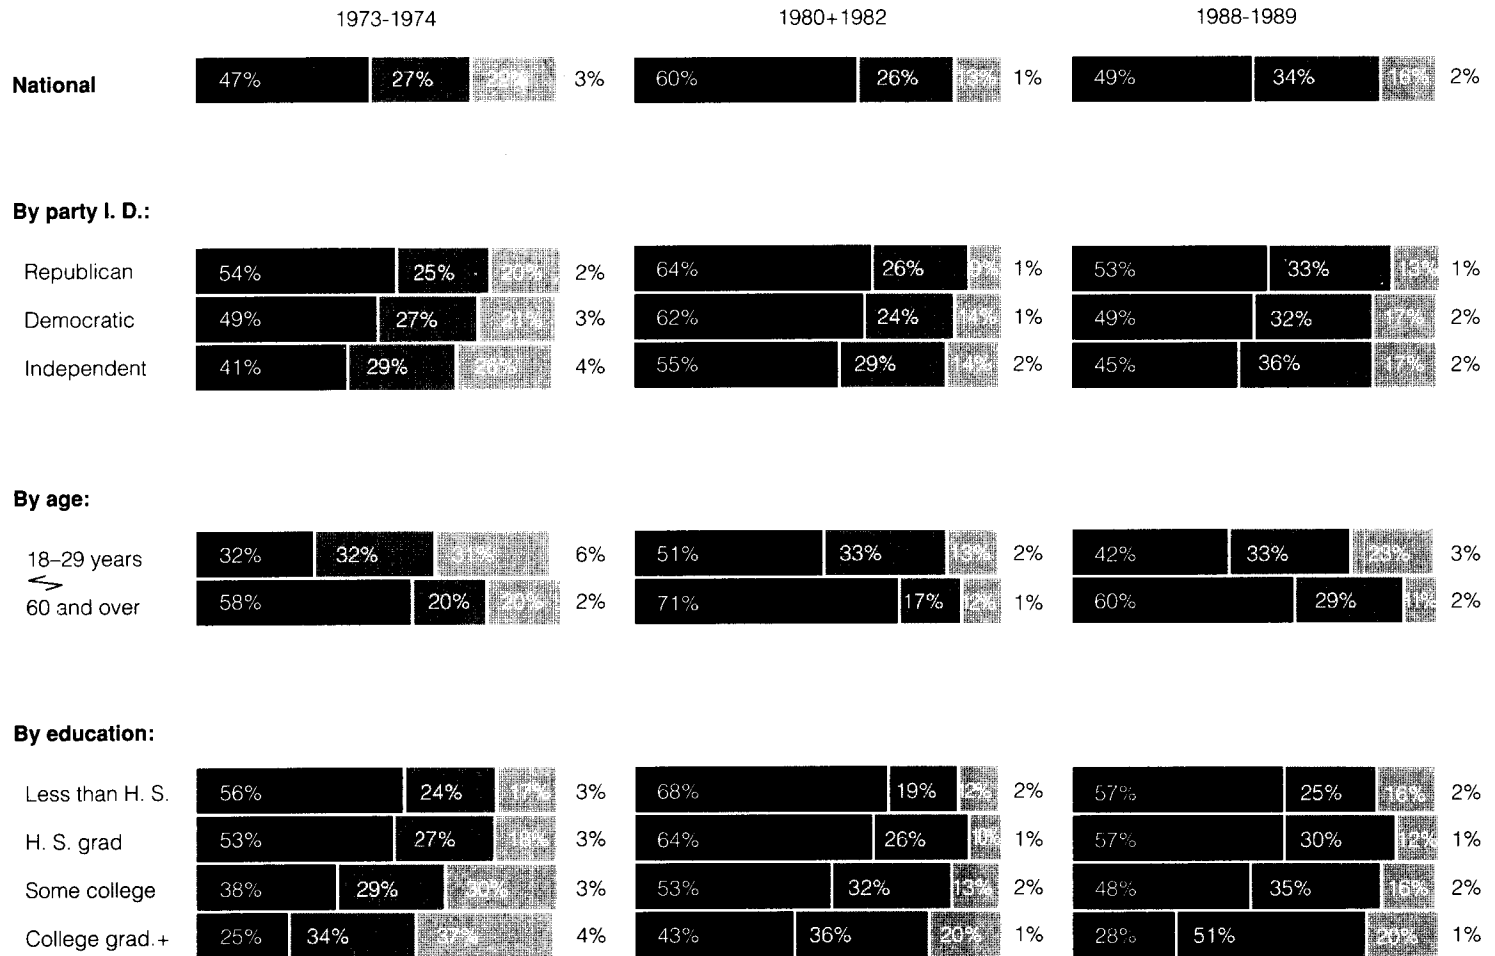 1973-1974 1980+1982 1988-1989
National 47% 27% 3% 60% 26% 13% 1% 49% 34% 16% 2%
By party I. D.:
Republican 54% 25% 20% 2% 64% 26% 9% 1% 53% 33% 13% 1%
Democratic 49% 27% 21% 3% 62% 24% 14% 1% 49% 32% 17% 2%
Independent 41% 29% 26% 4% 55% 29% 14% 2% 45% 36% 17% 2%
By age:
18–29 years 32% 32% 31% 6% 51% 33% 13% 2% 42% 33% 23% 3%
60 and over 58% 20% 20% 2% 71% 17% 12% 1% 60% 29% 11% 2%
By education:
Less than H. S. 56% 24% 17% 3% 68% 19% 12% 2% 57% 25% 16% 2%
H. S. grad 53% 27% 3% 64% 26% 10% 1% 57% 30% 12% 1%
Some college 38% 29% 30% 3% 53% 32% 13% 2% 48% 35% 16% 2%
College grad.+ 25% 34% 37% 4% 43% 36% 20% 1% 28% 51% 20% 1%